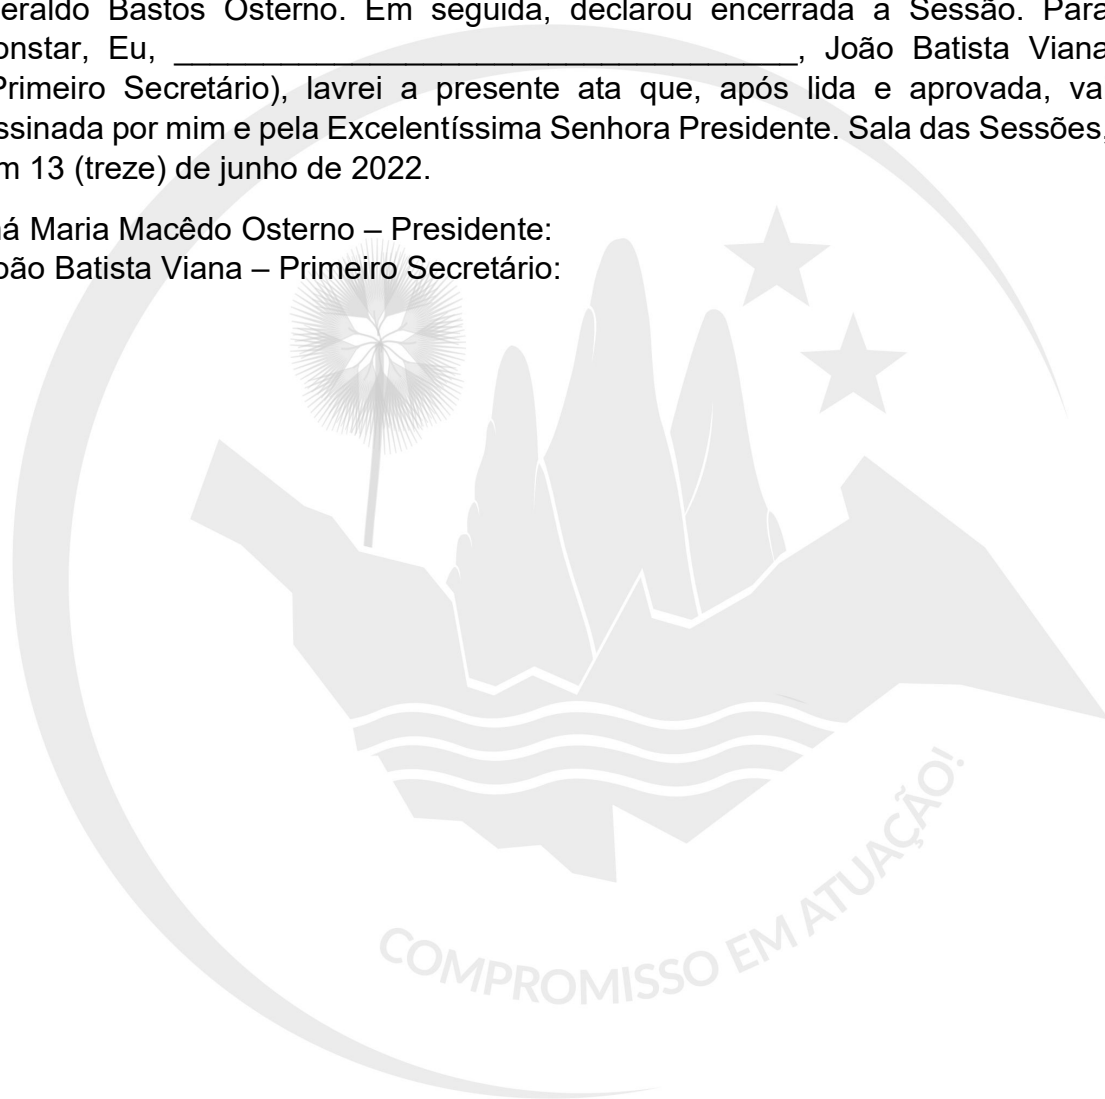 eraldo Bastos Osterno. Em seguida, declarou encerrada a Sessão. Para
onstar, Eu, ___________________________________, João Batista Viana
Primeiro Secretário), lavrei a presente ata que, após lida e aprovada, va
ssinada por mim e pela Excelentíssima Senhora Presidente. Sala das Sessões,
m 13 (treze) de junho de 2022.
á Maria Macêdo Osterno – Presidente:
oão Batista Viana – Primeiro Secretário:
COMPROMISSO EM ATUAÇÃO!